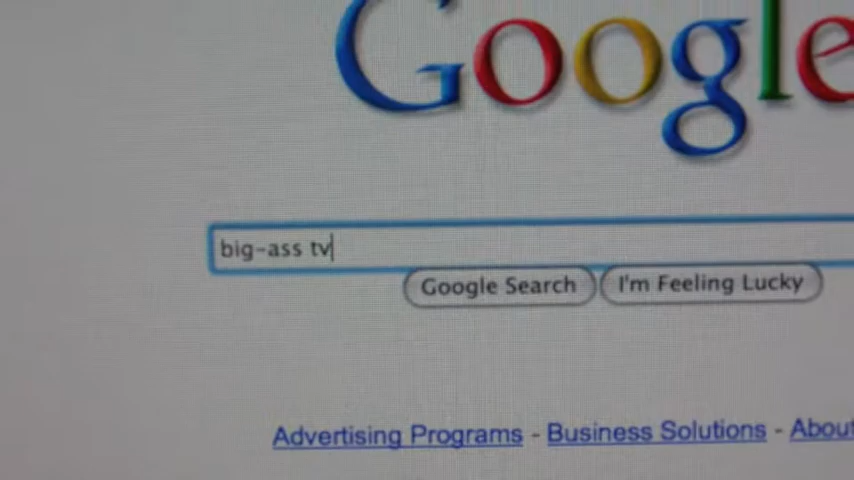 Google
big-ass tv
Google Search I'm Feeling Lucky
Advertising Programs - Business Solutions - About